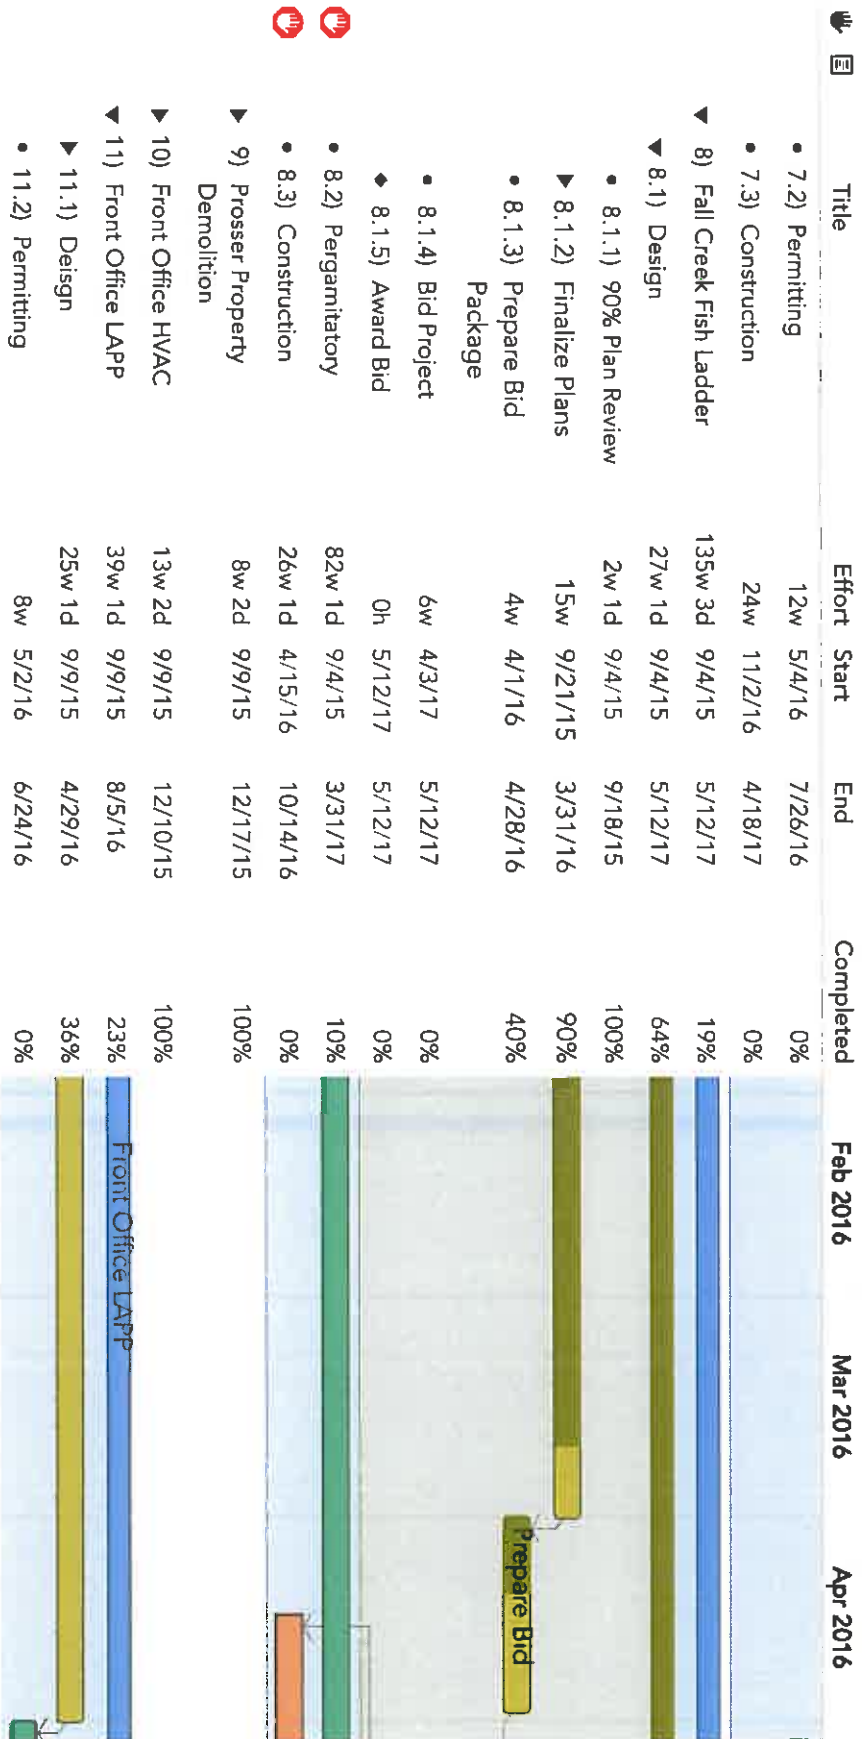 Title Effort Start End Completed Feb 2016 Mar 2016 Apr 2016
• 7.2) Permitting 12w 5/4/16 7/26/16 0%
• 7.3) Construction 24w 11/2/16 4/18/17 0%
▼ 8) Fall Creek Fish Ladder 135w 3d 9/4/15 5/12/17 19%
▼ 8.1) Design 27w 1d 9/4/15 5/12/17 64%
• 8.1.1) 90% Plan Review 2w 1d 9/4/15 9/18/15 100%
▶ 8.1.2) Finalize Plans 15w 9/21/15 3/31/16 90%
• 8.1.3) Prepare Bid 4w 4/1/16 4/28/16 40% Prepare Bid
Package
• 8.1.4) Bid Project 6w 4/3/17 5/12/17 0%
◆ 8.1.5) Award Bid 0h 5/12/17 5/12/17 0%
• 8.2) Pergamitatory 82w 1d 9/4/15 3/31/17 10%
• 8.3) Construction 26w 1d 4/15/16 10/14/16 0%
▶ 9) Prosser Property 8w 2d 9/9/15 12/17/15 100%
Demolition
▶ 10) Front Office HVAC 13w 2d 9/9/15 12/10/15 100%
▼ 11) Front Office LAPP 39w 1d 9/9/15 8/5/16 23% Front Office LAPP
▶ 11.1) Deisgn 25w 1d 9/9/15 4/29/16 36%
• 11.2) Permitting 8w 5/2/16 6/24/16 0%